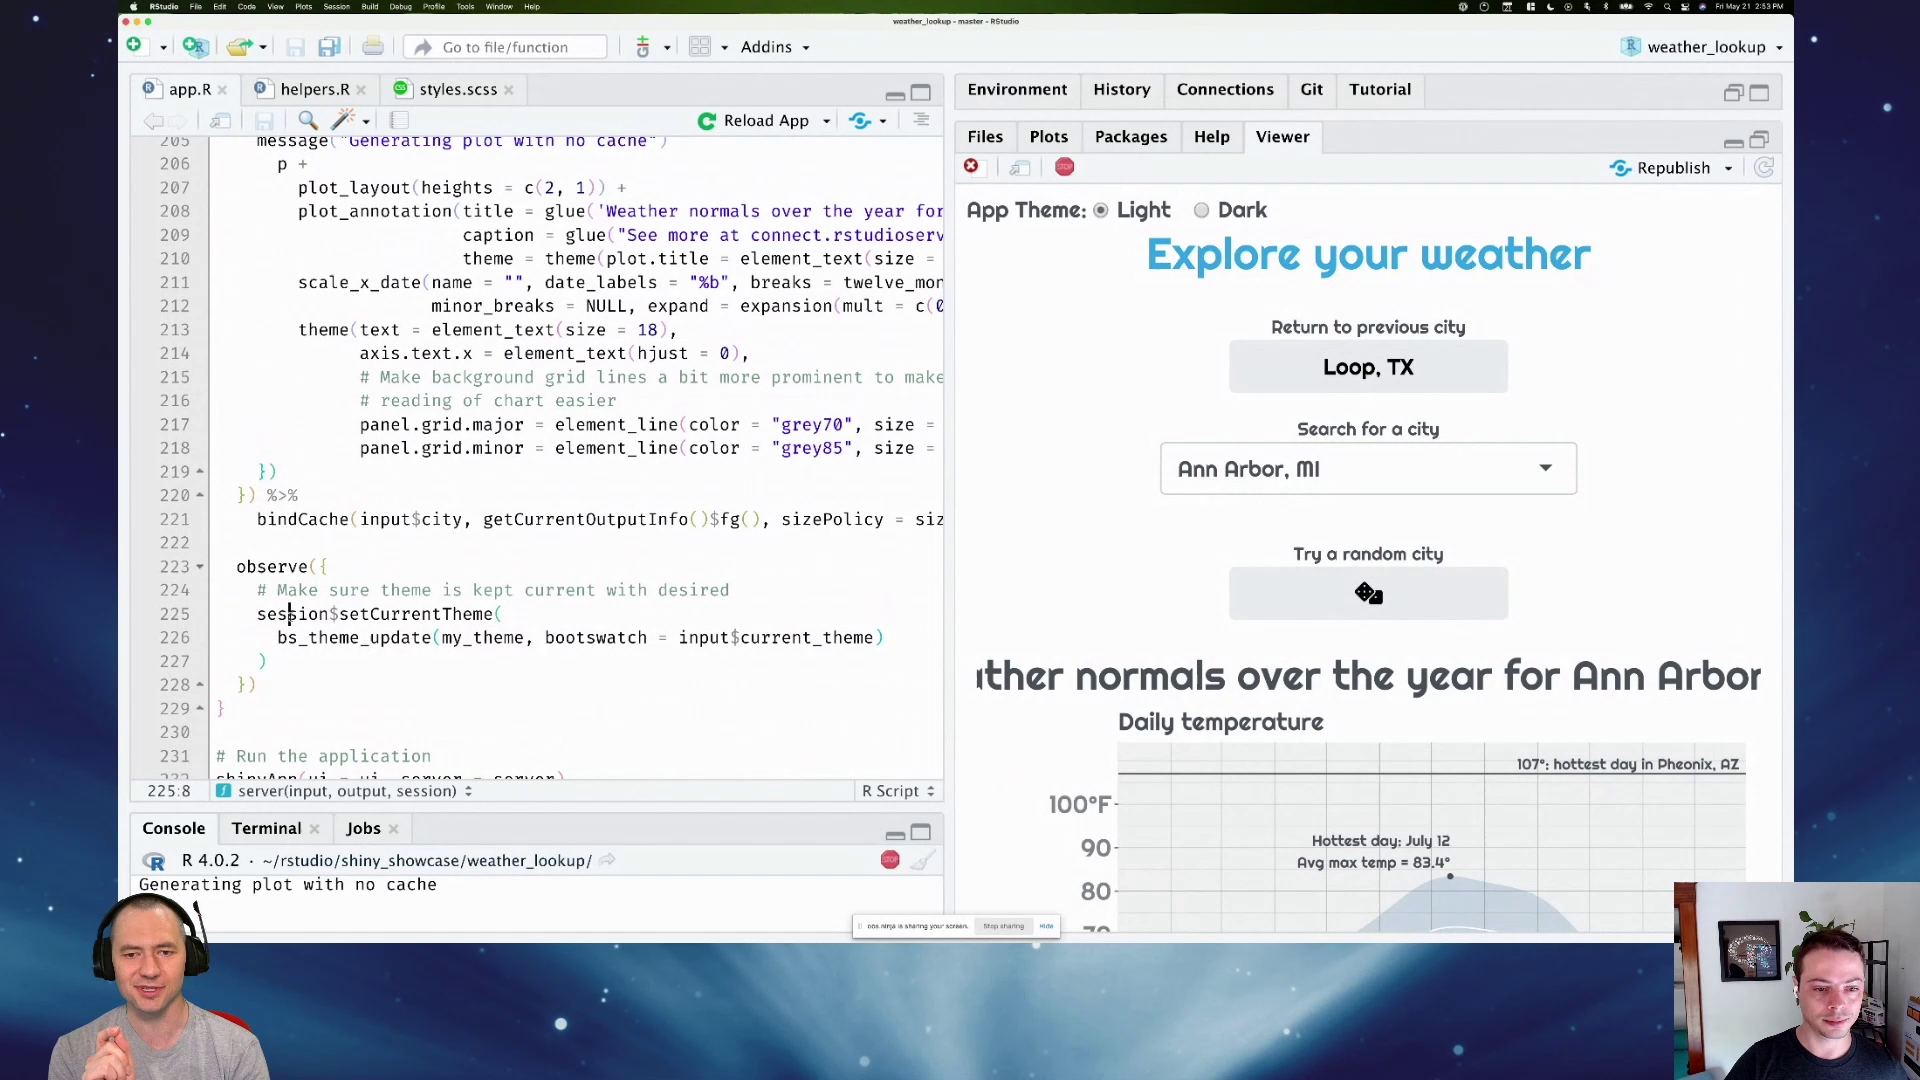 RStudio File Edit Code View Plots Session Build Debug Profile Tools Window Help
Fri May 21 2:53 PM
weather_lookup - master - RStudio
Go to file/function
Addins
weather_lookup
app.R
helpers.R
styles.scss
Reload App
205 message("Generating plot with no cache")
206 p +
207 plot_layout(heights = c(2, 1)) +
208 plot_annotation(title = glue('Weather normals over the year for
209 caption = glue("See more at connect.rstudioserv
210 theme = theme(plot.title = element_text(size =
211 scale_x_date(name = "", date_labels = "%b", breaks = twelve_mon
212 minor_breaks = NULL, expand = expansion(mult = c(0
213 theme(text = element_text(size = 18),
214 axis.text.x = element_text(hjust = 0),
215 # Make background grid lines a bit more prominent to make
216 # reading of chart easier
217 panel.grid.major = element_line(color = "grey70", size =
218 panel.grid.minor = element_line(color = "grey85", size =
219 })
220 }) %>%
221 bindCache(input$city, getCurrentOutputInfo()$fg(), sizePolicy = siz
222
223 observe({
224 # Make sure theme is kept current with desired
225 session$setCurrentTheme(
226 bs_theme_update(my_theme, bootswatch = input$current_theme)
227 )
228 })
229 }
230
231 # Run the application
232 shinyApp(ui = ui, server = server)
225:8 server(input, output, session) R Script
Console Terminal Jobs
R 4.0.2 · ~/rstudio/shiny_showcase/weather_lookup/
STOP
Generating plot with no cache
Environment History Connections Git Tutorial
Files Plots Packages Help Viewer
STOP
Republish
App Theme: Light Dark
Explore your weather
Return to previous city
Loop, TX
Search for a city
Ann Arbor, MI
Try a random city
ther normals over the year for Ann Arbor
Daily temperature
107°: hottest day in Pheonix, AZ
100°F
Hottest day: July 12
90
Avg max temp = 83.4°
80
70
obs.ninja is sharing your screen. Stop sharing Hide